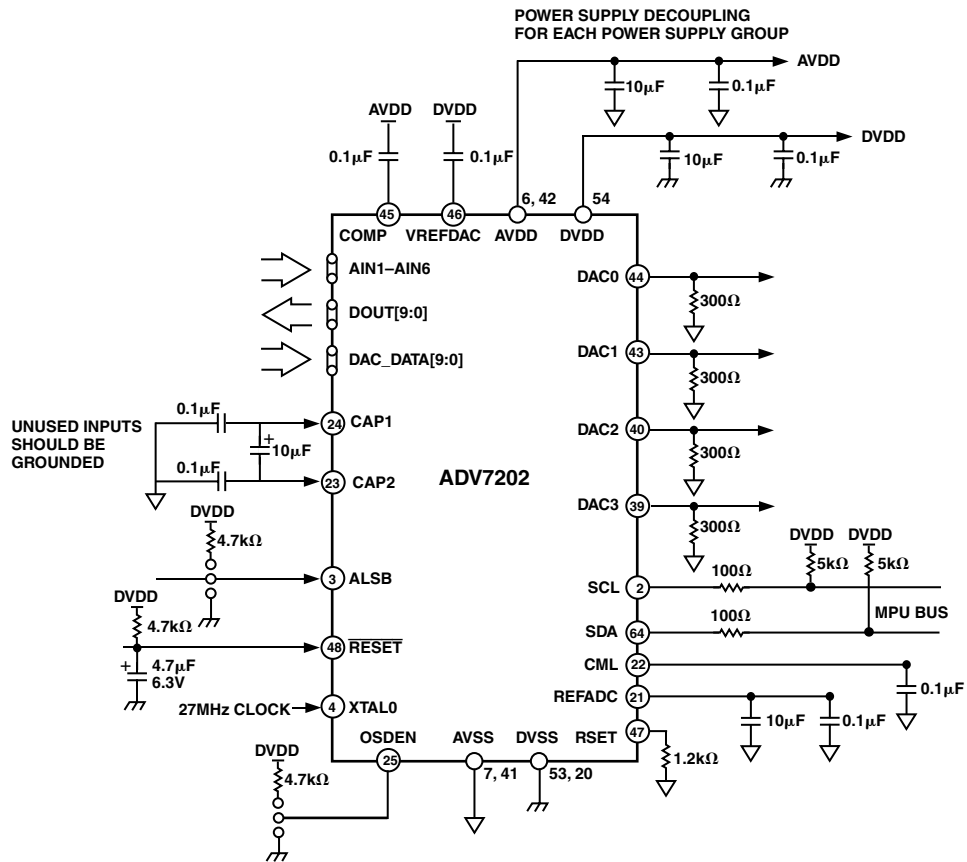 POWER SUPPLY DECOUPLING
FOR EACH POWER SUPPLY GROUP
AVDD
10μF
0.1μF
AVDD
DVDD
DVDD
0.1μF
0.1μF
10μF
0.1μF
6, 42
54
45
46
COMP
VREFDAC
AVDD
DVDD
AIN1–AIN6
DAC0
44
300Ω
DOUT[9:0]
DAC1
43
300Ω
DAC_DATA[9:0]
UNUSED INPUTS
SHOULD BE
GROUNDED
0.1μF
24
CAP1
10μF
+
0.1μF
23
CAP2
ADV7202
DAC2
40
300Ω
DAC3
39
300Ω
DVDD
4.7kΩ
3
ALSB
DVDD
DVDD
5kΩ
5kΩ
SCL
2
100Ω
MPU BUS
SDA
64
100Ω
DVDD
4.7kΩ
48
RESET
+
4.7μF
6.3V
CML
22
0.1μF
27MHz CLOCK
4
XTAL0
REFADC
21
10μF
0.1μF
RSET
47
1.2kΩ
OSDEN
25
AVSS
DVSS
7, 41
53, 20
DVDD
4.7kΩ